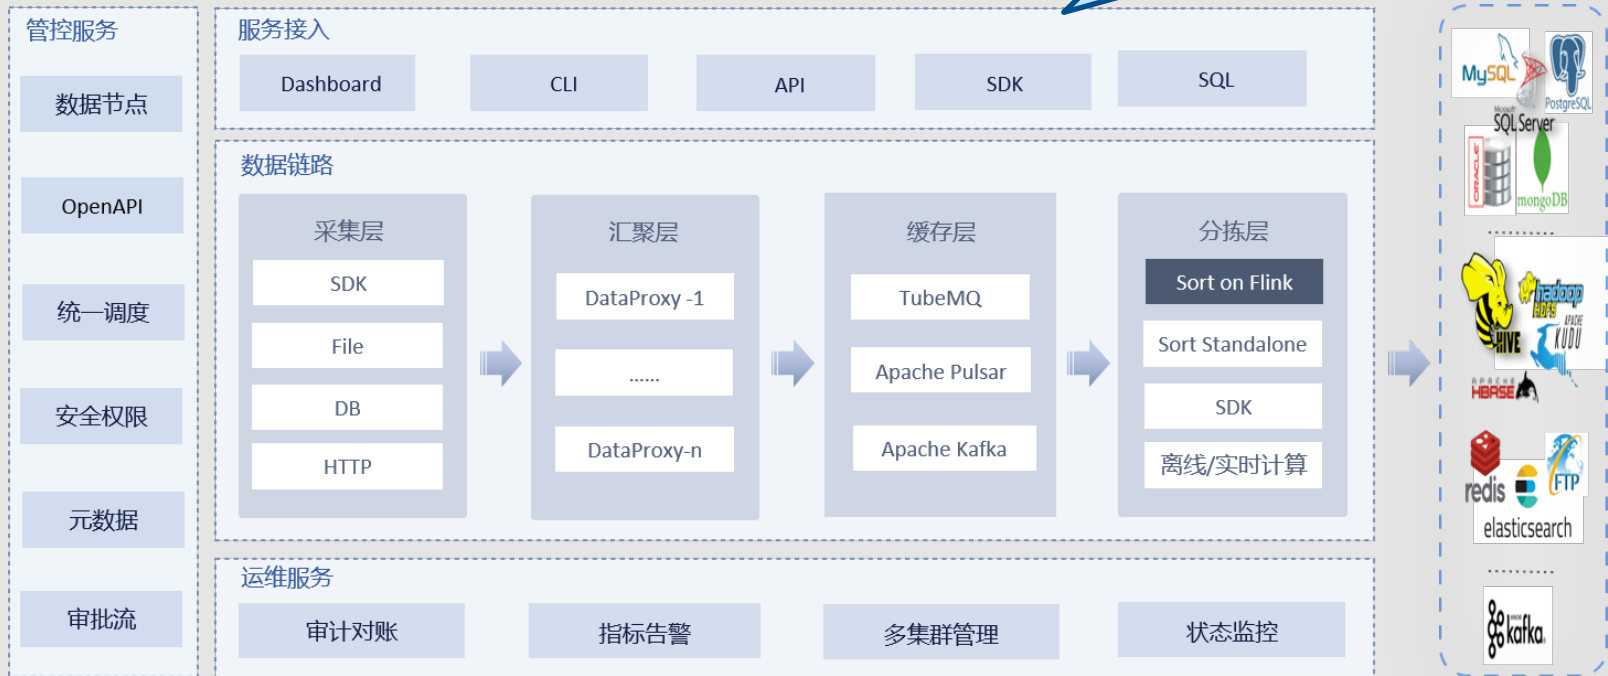 管控服务
数据节点
OpenAPI
统一调度
安全权限
元数据
审批流
服务接入
Dashboard
CLI
API
SDK
SQL
数据链路
采集层
SDK
File
DB
HTTP
汇聚层
DataProxy -1
......
DataProxy-n
缓存层
TubeMQ
Apache Pulsar
Apache Kafka
分拣层
Sort on Flink
Sort Standalone
SDK
离线/实时计算
运维服务
审计对账
指标告警
多集群管理
状态监控
MySQL
PostgreSQL
Microsoft
SQL Server
ORACLE
mongoDB
.........
HIVE
hadoop
HDFS
APACHE
KUDU
APACHE
HBASE
redis
FTP
elasticsearch
.........
APACHE
kafka